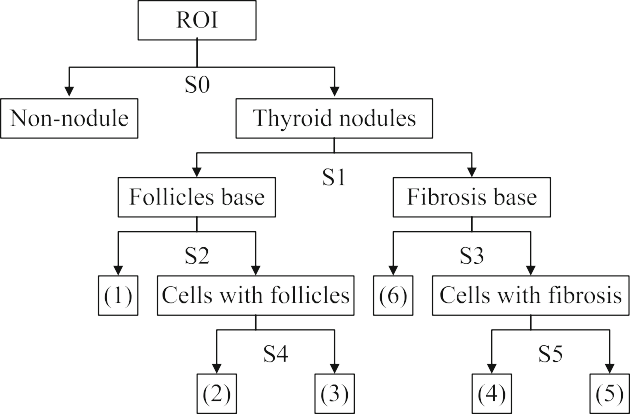 ROI
S0
Non-nodule
Thyroid nodules
S1
Follicles base
Fibrosis base
S2
S3
(1)
Cells with follicles
(6)
Cells with fibrosis
S4
S5
(2)
(3)
(4)
(5)